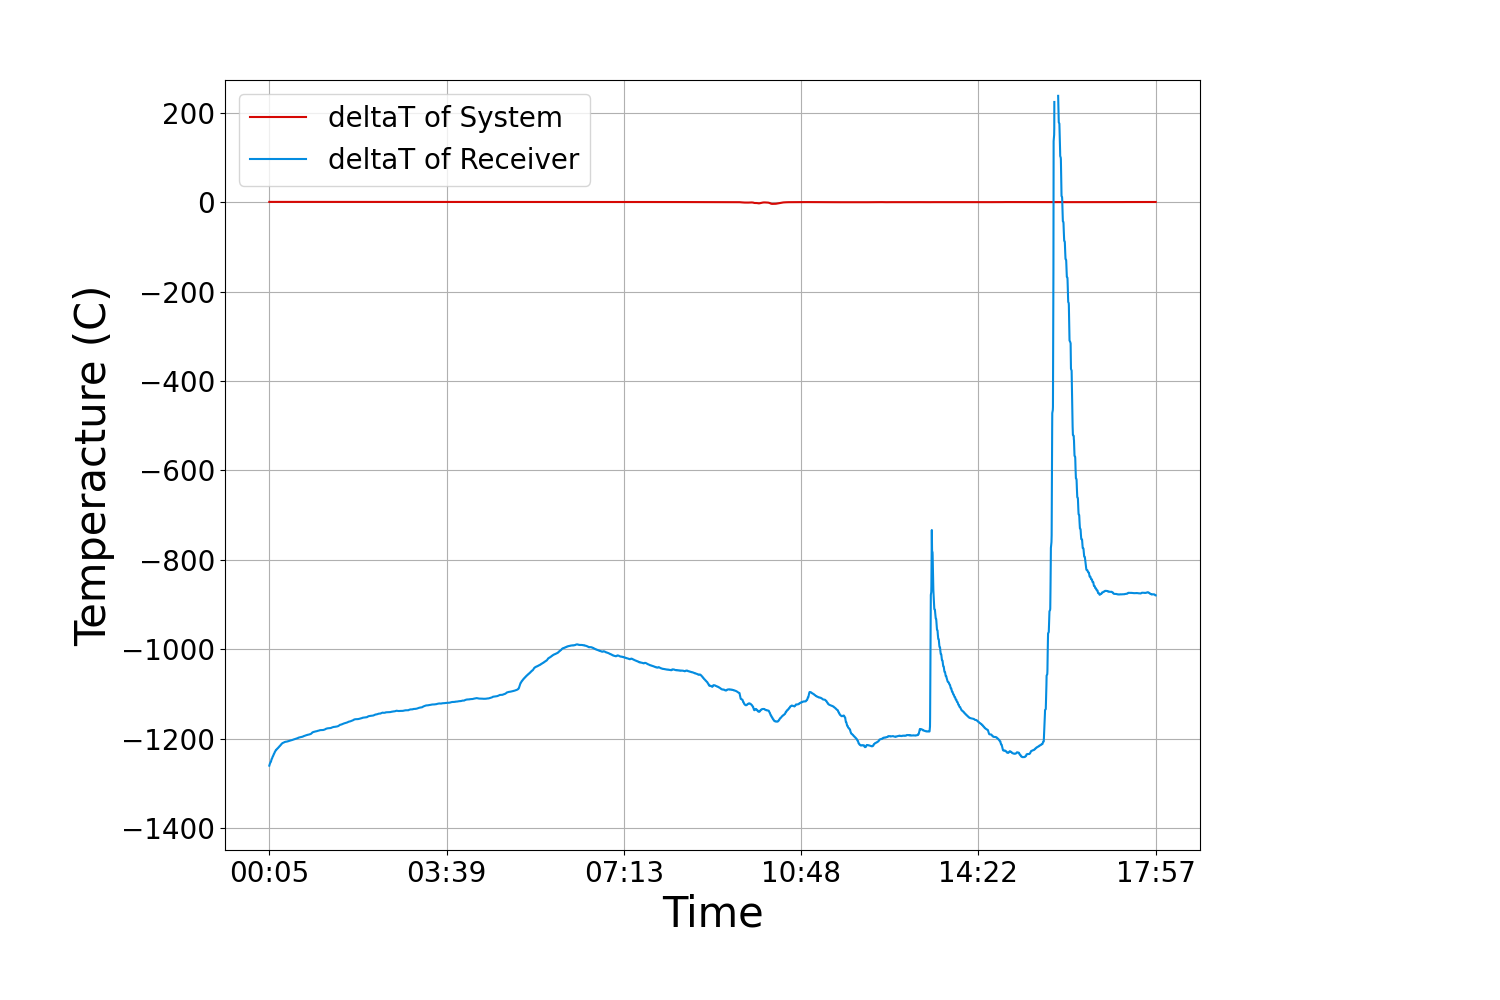 deltaT of System
deltaT of Receiver
200
0
−200
−400
−600
−800
−1000
−1200
−1400
Temperacture (C)
00:05 03:39 07:13 10:48 14:22 17:57
Time